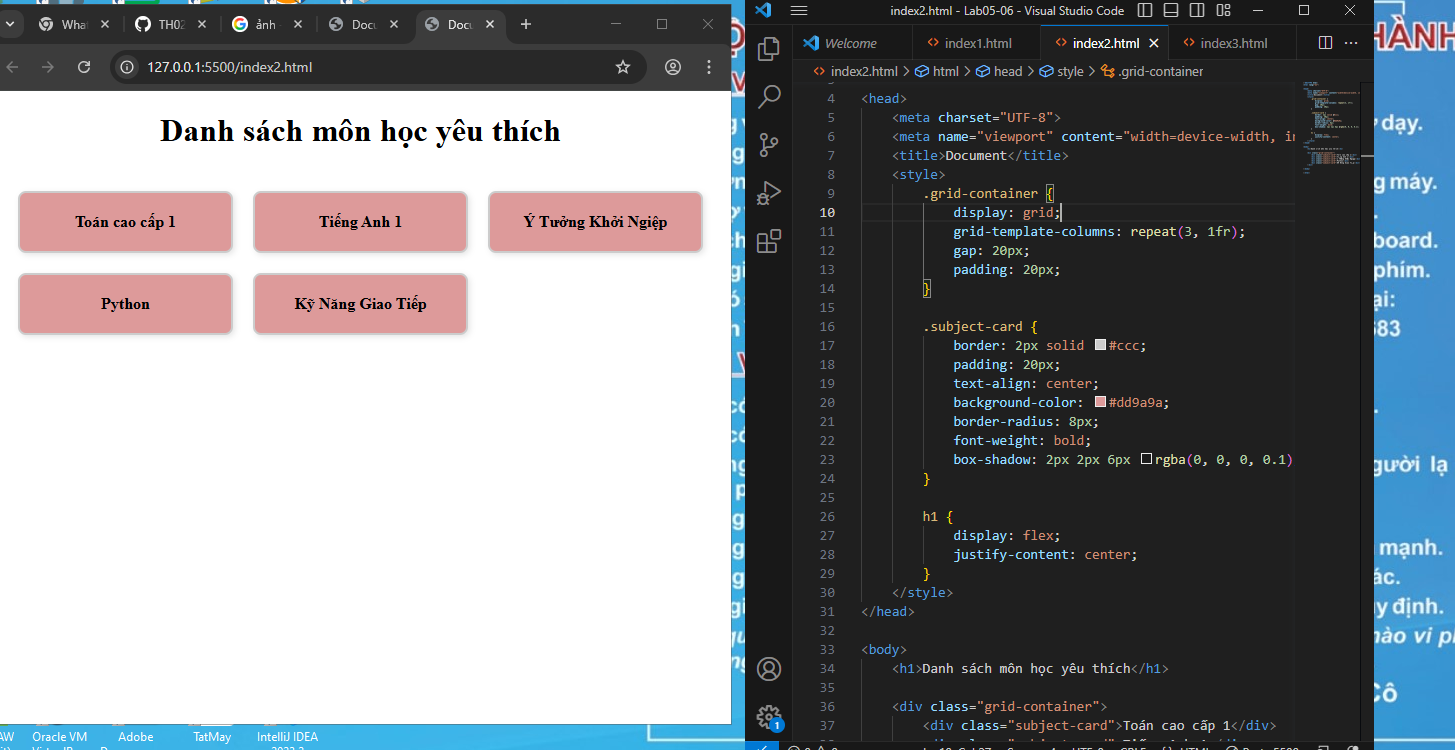 Wha
TH02
ảnh
Docu
Docu
127.0.0.1:5500/index2.html
Danh sách môn học yêu thích
Toán cao cấp 1
Tiếng Anh 1
Ý Tưởng Khởi Ngiệp
Python
Kỹ Năng Giao Tiếp
index2.html - Lab05-06 - Visual Studio Code
Welcome
index1.html
index2.html
index3.html
index2.html > html > head > style > .grid-container
4 <head>
5 <meta charset="UTF-8">
6 <meta name="viewport" content="width=device-width, in
7 <title>Document</title>
8 <style>
9 .grid-container {
10 display: grid;
11 grid-template-columns: repeat(3, 1fr);
12 gap: 20px;
13 padding: 20px;
14 }
15
16 .subject-card {
17 border: 2px solid #ccc;
18 padding: 20px;
19 text-align: center;
20 background-color: #dd9a9a;
21 border-radius: 8px;
22 font-weight: bold;
23 box-shadow: 2px 2px 6px rgba(0, 0, 0, 0.1)
24 }
25
26 h1 {
27 display: flex;
28 justify-content: center;
29 }
30 </style>
31 </head>
32
33 <body>
34 <h1>Danh sách môn học yêu thích</h1>
35
36 <div class="grid-container">
37 <div class="subject-card">Toán cao cấp 1</div>
1
HÀNH
dạy.
g máy.
board.
phím.
ại:
683
gười lạ
mạnh.
ác.
y định.
nào vi ph
Cô
Oracle VM
Adobe
TatMay
IntelliJ IDEA